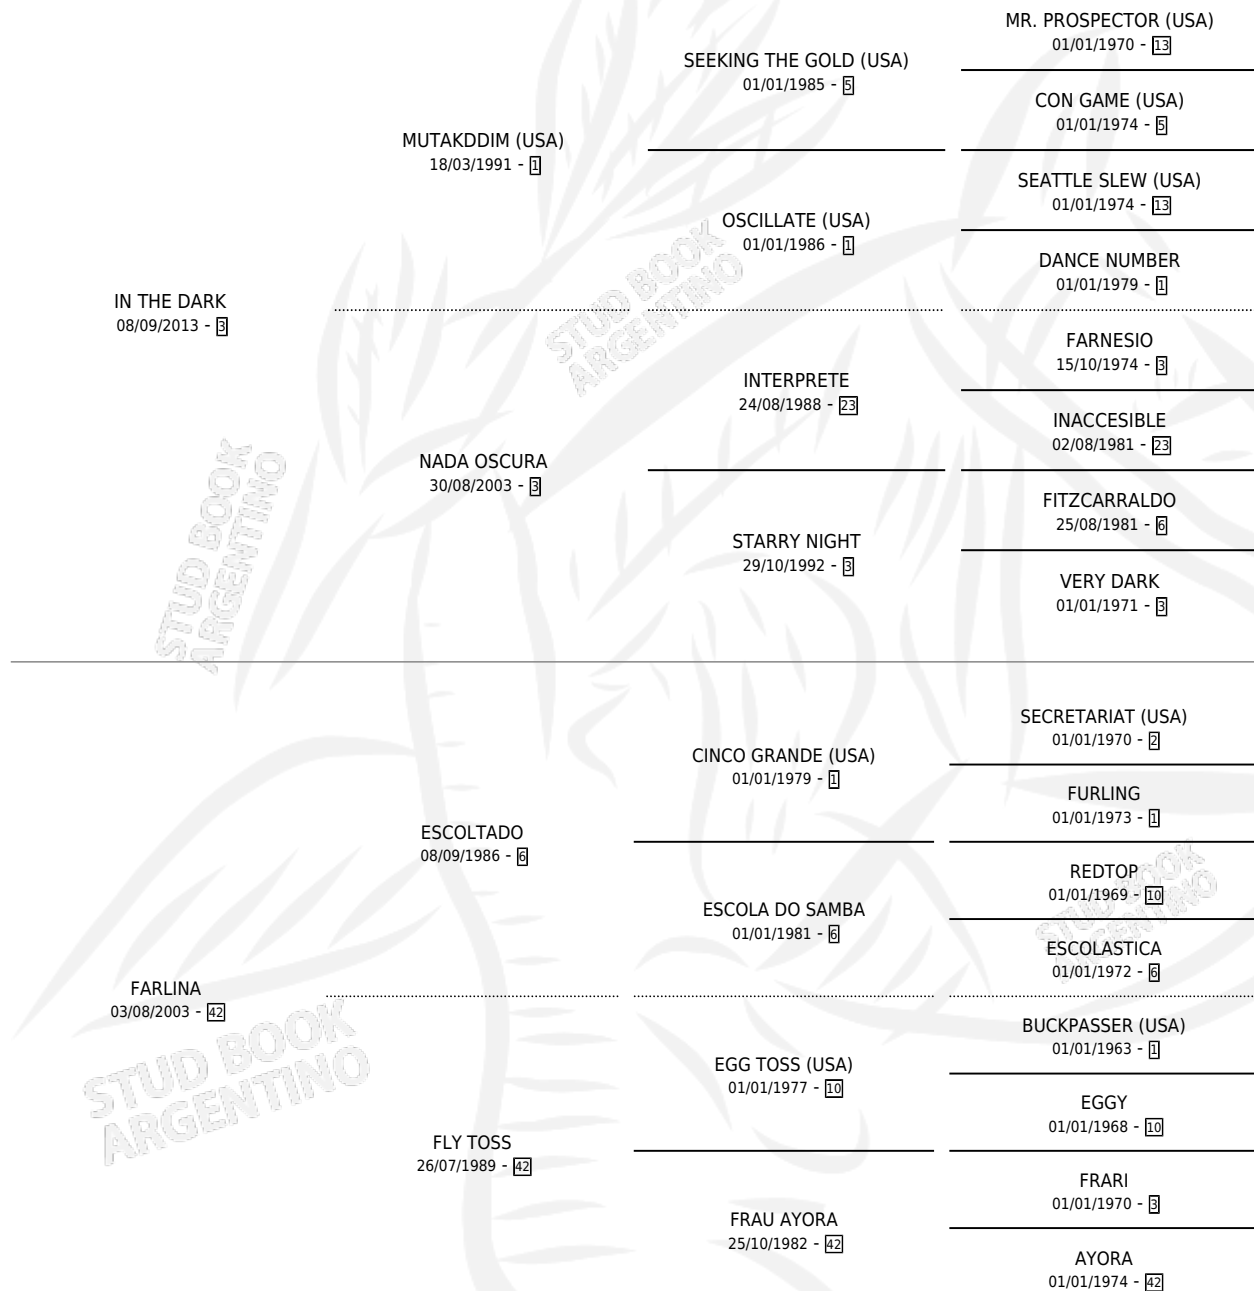 MR. PROSPECTOR (USA)
01/01/1970 - 13
SEEKING THE GOLD (USA)
01/01/1985 - 5
CON GAME (USA)
01/01/1974 - 5
MUTAKDDIM (USA)
18/03/1991 - 1
SEATTLE SLEW (USA)
01/01/1974 - 13
OSCILLATE (USA)
01/01/1986 - 1
DANCE NUMBER
01/01/1979 - 1
IN THE DARK
08/09/2013 - 3
FARNESIO
15/10/1974 - 3
INTERPRETE
24/08/1988 - 23
INACCESIBLE
02/08/1981 - 23
NADA OSCURA
30/08/2003 - 3
FITZCARRALDO
25/08/1981 - 6
STARRY NIGHT
29/10/1992 - 3
VERY DARK
01/01/1971 - 3
STUD BOOK
ARGENTINO
STUD BOOK
ARGENTINO
SECRETARIAT (USA)
01/01/1970 - 2
CINCO GRANDE (USA)
01/01/1979 - 1
FURLING
01/01/1973 - 1
ESCOLTADO
08/09/1986 - 6
REDTOP
01/01/1969 - 10
ESCOLA DO SAMBA
01/01/1981 - 6
ESCOLASTICA
01/01/1972 - 6
FARLINA
03/08/2003 - 42
BUCKPASSER (USA)
01/01/1963 - 1
EGG TOSS (USA)
01/01/1977 - 10
EGGY
01/01/1968 - 10
FLY TOSS
26/07/1989 - 42
FRARI
01/01/1970 - 3
FRAU AYORA
25/10/1982 - 42
AYORA
01/01/1974 - 42
STUD BOOK
ARGENTINO
STUD BOOK
ARGENTINO